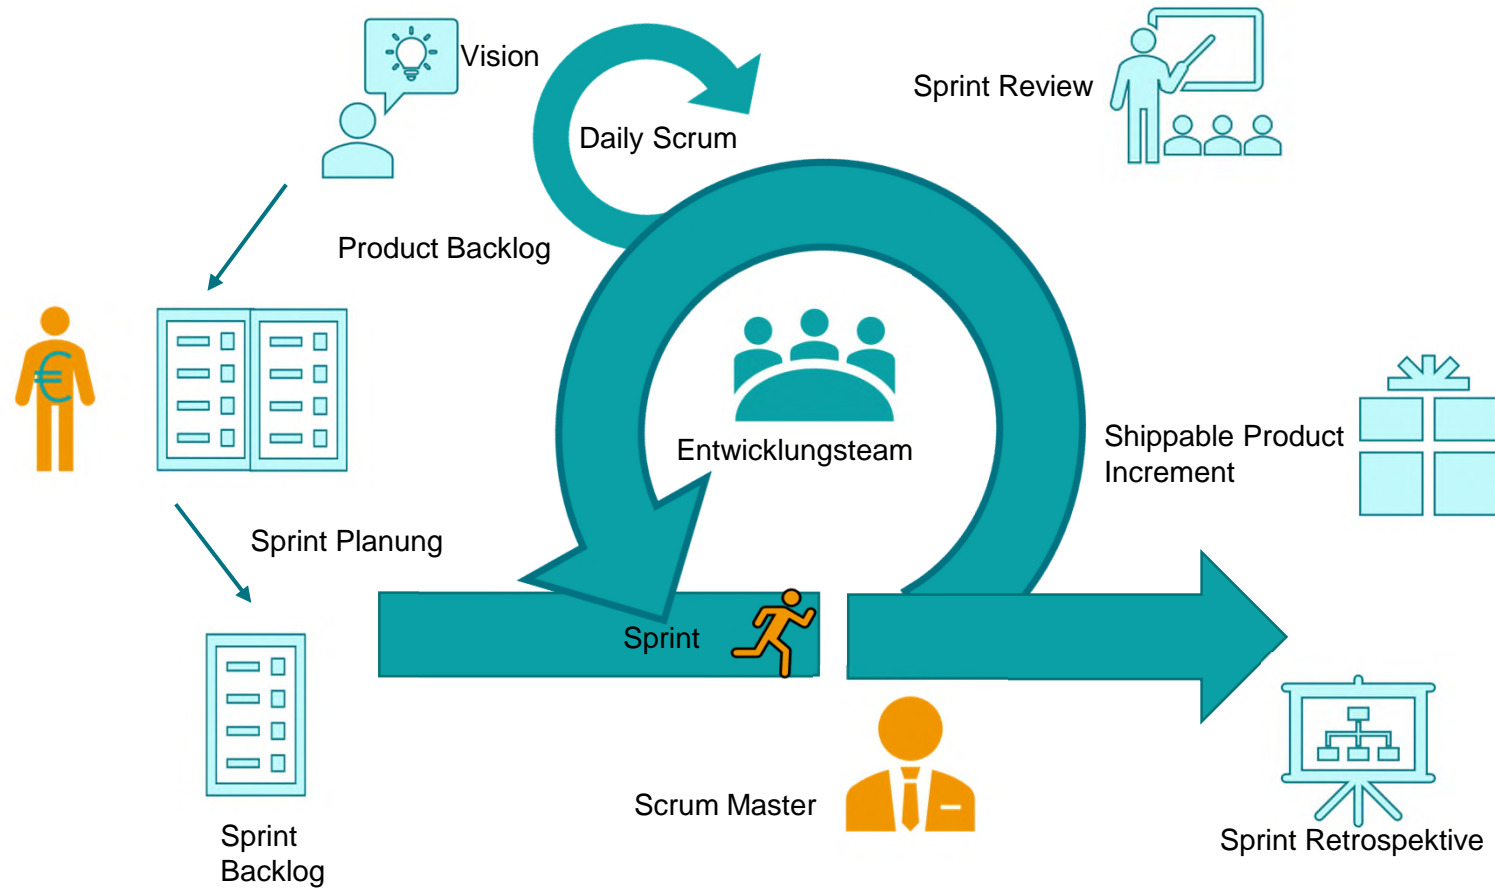 Vision
Daily Scrum
Sprint Review
Product Backlog
€
Entwicklungsteam
Shippable Product
Increment
Sprint Planung
Sprint
Scrum Master
Sprint
Backlog
Sprint Retrospektive